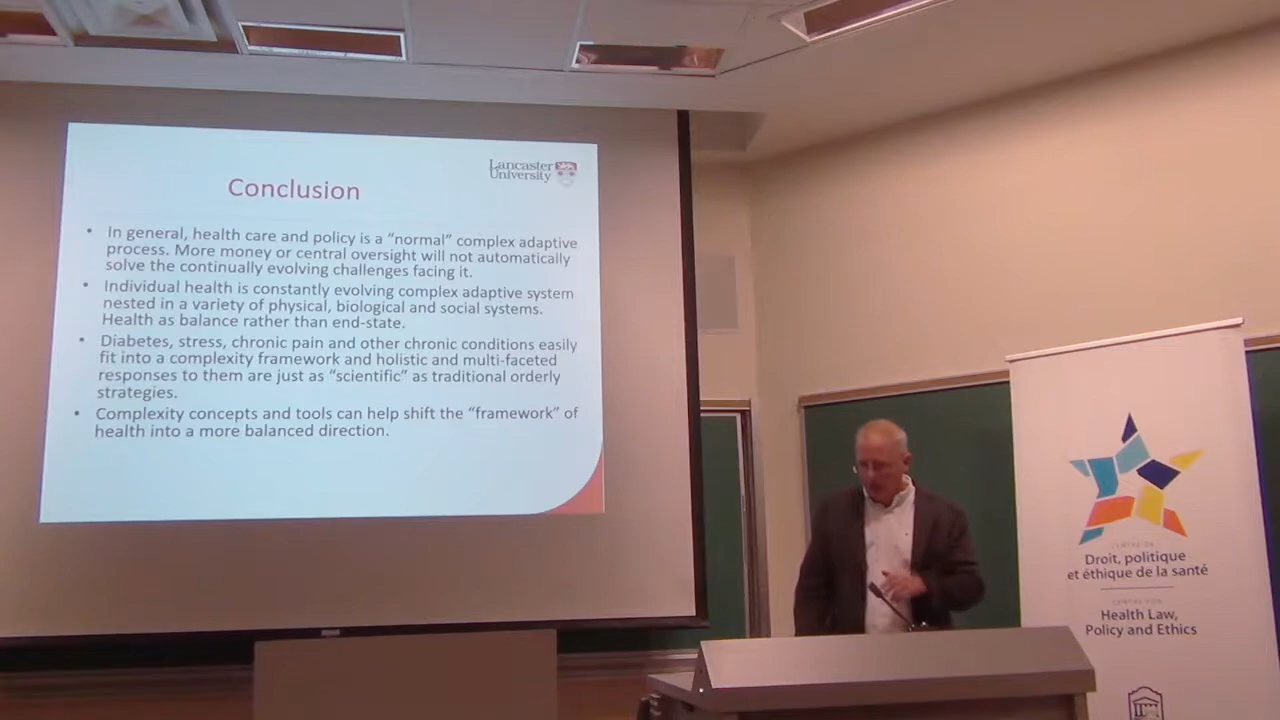 Lancaster
University
Conclusion
• In general, health care and policy is a “normal” complex adaptive
process. More money or central oversight will not automatically
solve the continually evolving challenges facing it.
• Individual health is constantly evolving complex adaptive system
nested in a variety of physical, biological and social systems.
Health as balance rather than end-state.
• Diabetes, stress, chronic pain and other chronic conditions easily
fit into a complexity framework and holistic and multi-faceted
responses to them are just as “scientific” as traditional orderly
strategies.
• Complexity concepts and tools can help shift the “framework” of
health into a more balanced direction.
Droit, politique
et éthique de la santé
CENTRE FOR
Health Law,
Policy and Ethics